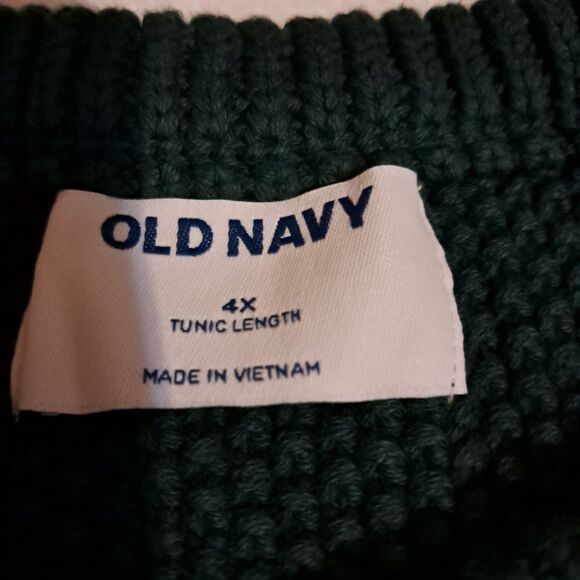 OLD NAVY
4X
TUNIC LENGTH
MADE IN VIETNAM